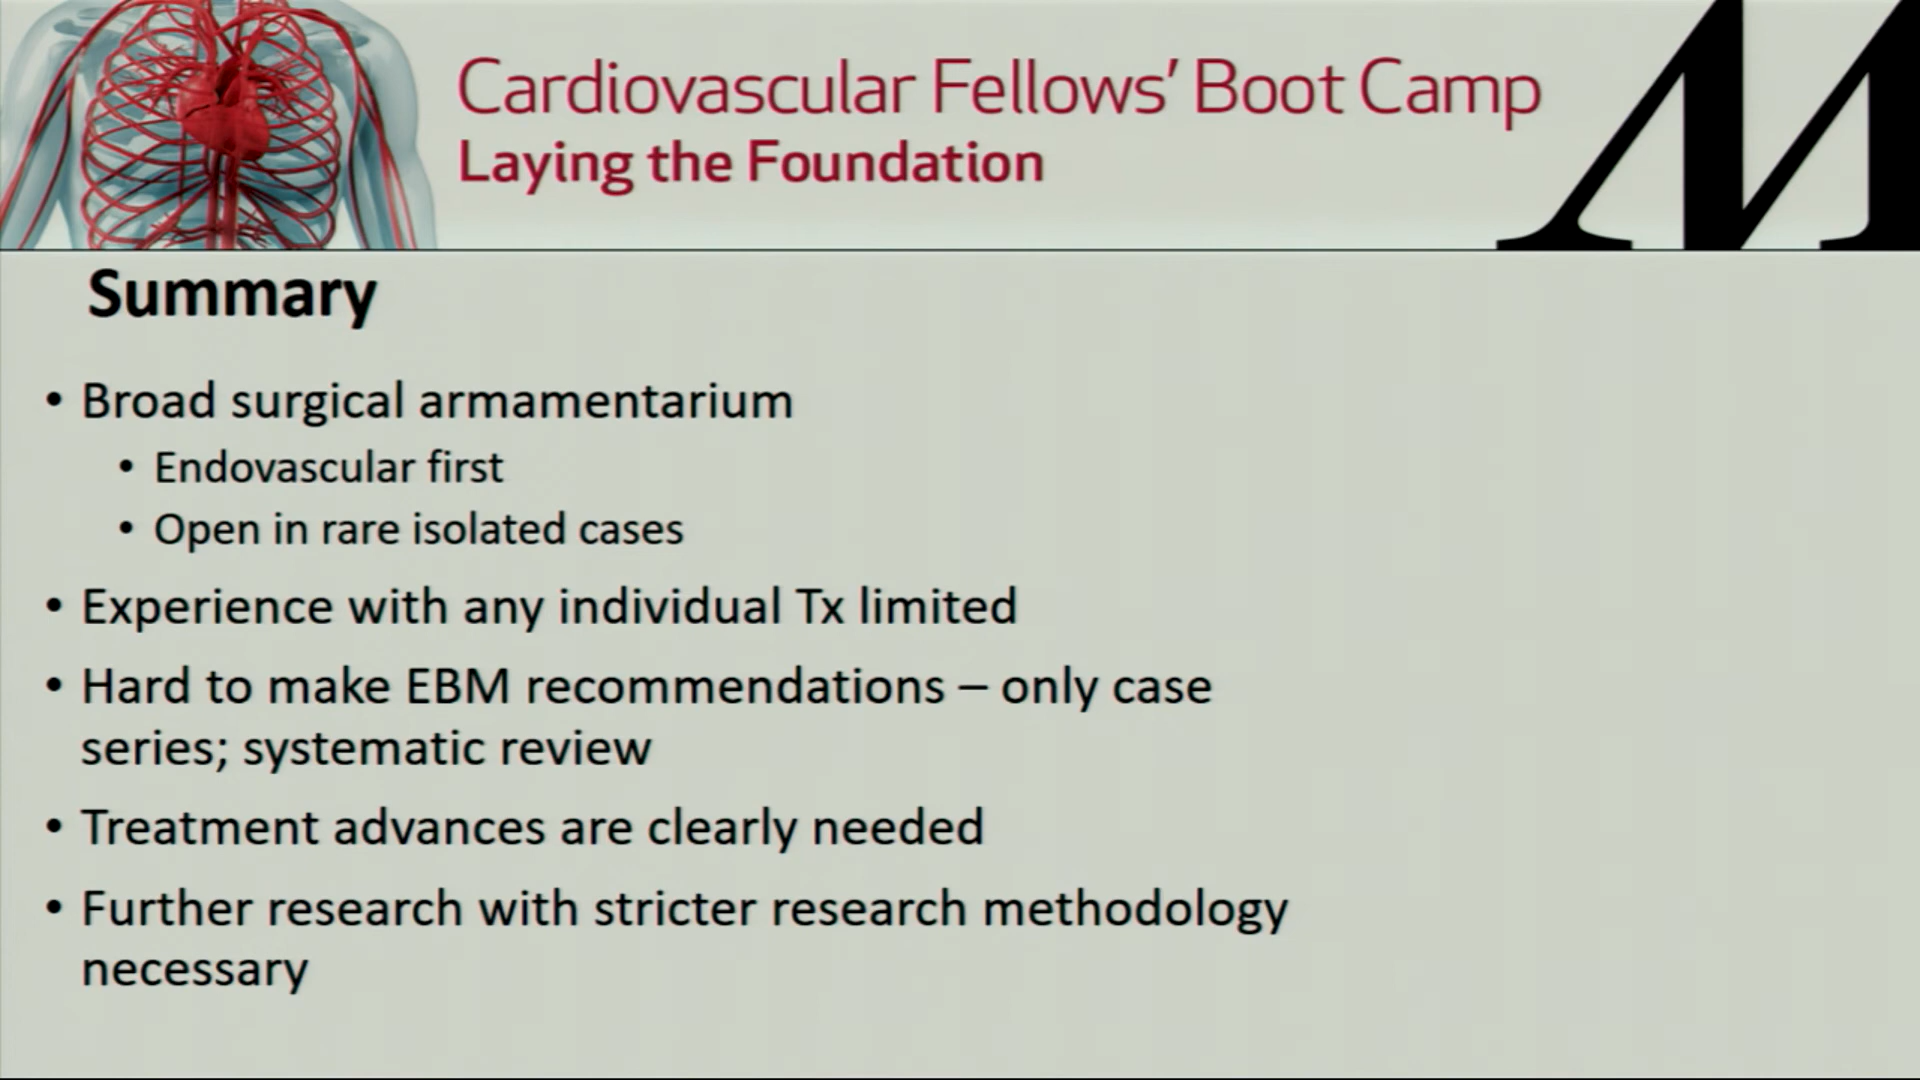 Cardiovascular Fellows' Boot Camp
Laying the Foundation
M
Summary
• Broad surgical armamentarium
• Endovascular first
• Open in rare isolated cases
• Experience with any individual Tx limited
• Hard to make EBM recommendations – only case
series; systematic review
• Treatment advances are clearly needed
• Further research with stricter research methodology
necessary